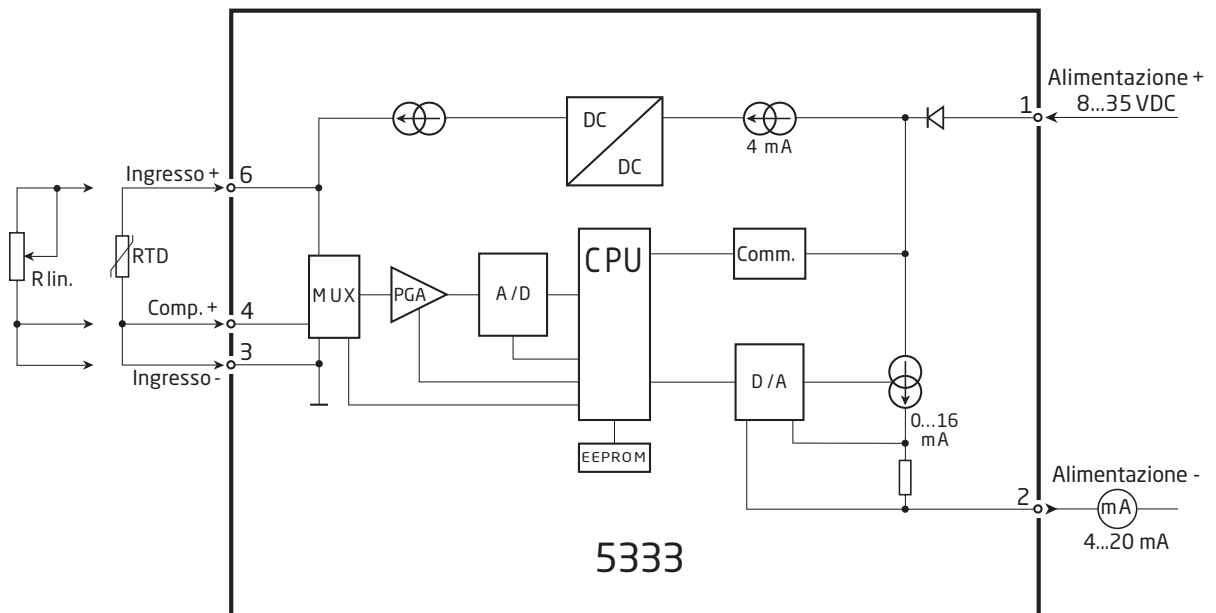 Alimentazione +
8...35 VDC
1
DC
DC
4 mA
Ingresso +
6
R lin.
RTD
Comp. +
4
3
Ingresso -
MUX
PGA
A/D
CPU
Comm.
D/A
EEPROM
0...16
mA
2
Alimentazione -
mA
4...20 mA
5333